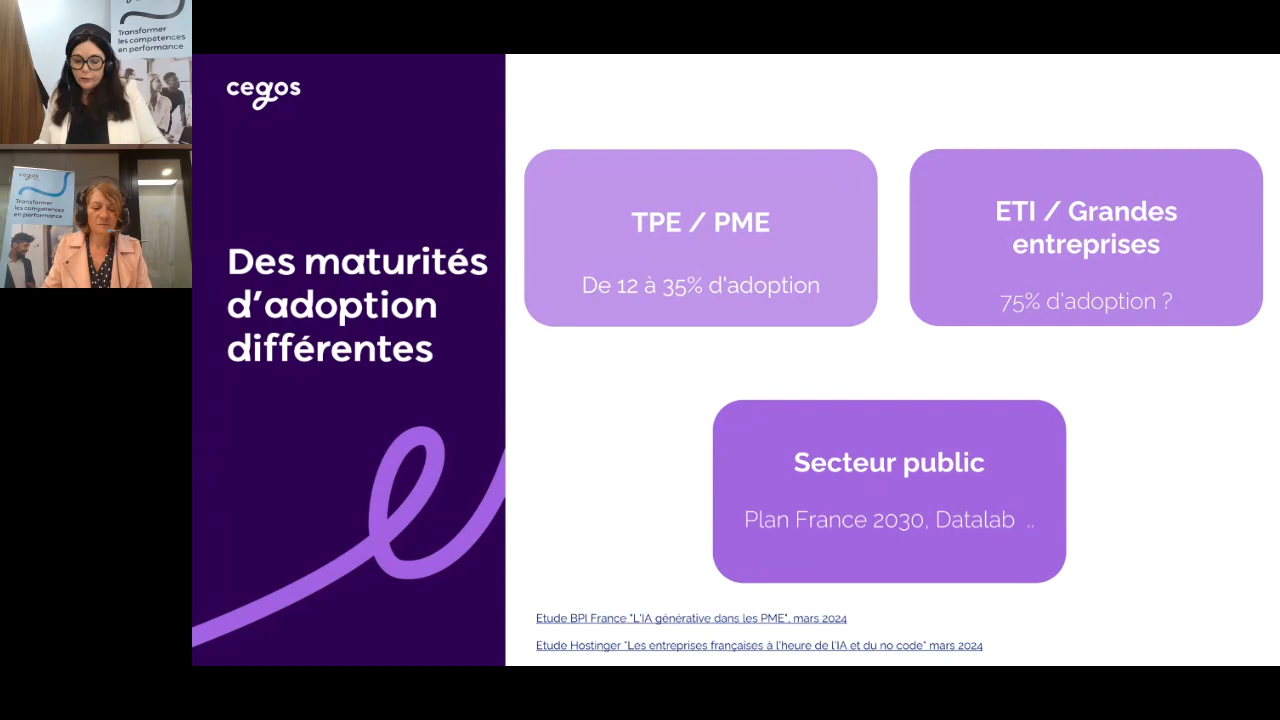 Transformer
les compétences
en performance
cegos
Transformer
les compétences
en performance
cegos
Des maturités
d'adoption
différentes
TPE / PME
De 12 à 35% d'adoption
ETI / Grandes
entreprises
75% d'adoption ?
Secteur public
Plan France 2030, Datalab ..
Etude BPI France "L'IA générative dans les PME", mars 2024
Etude Hostinger "Les entreprises françaises à l'heure de l'IA et du no code" mars 2024